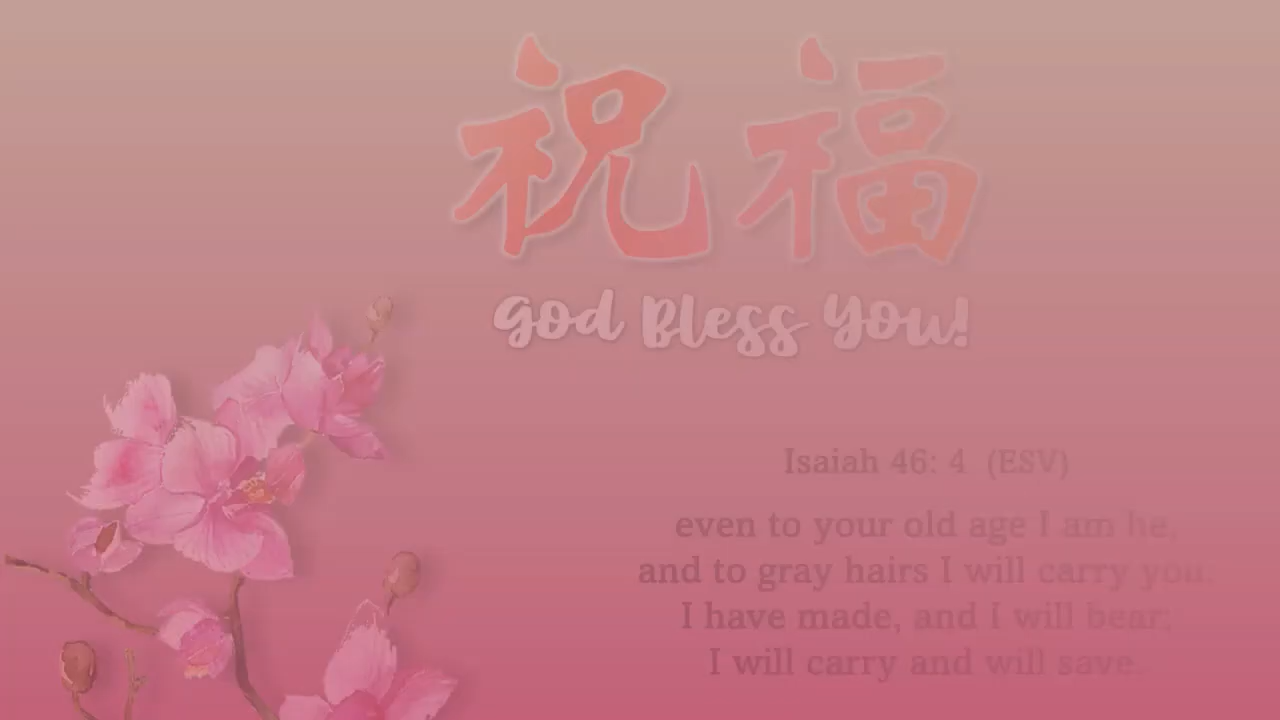 祝福
God Bless You!
Isaiah 46: 4 (ESV)
even to your old age I am he,
and to gray hairs I will carry you.
I have made, and I will bear;
I will carry and will save.